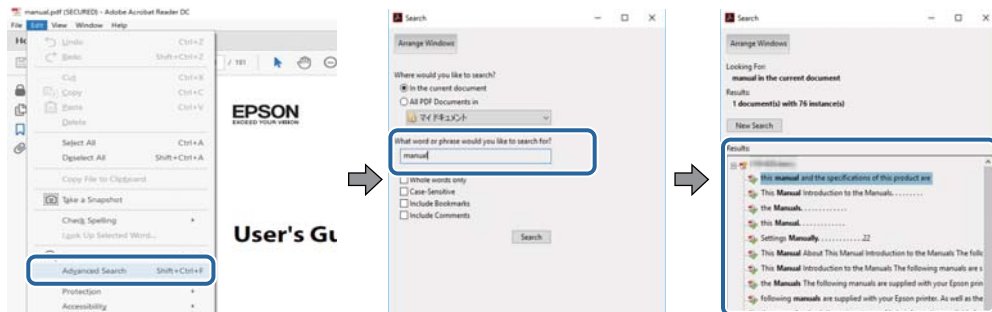 manual.pdf (SECURED) - Adobe Acrobat Reader DC
File Edit View Window Help
Undo Ctrl+Z
Redo Shift+Ctrl+Z
Cut Ctrl+X
Copy Ctrl+C
Paste Ctrl+V
Delete
Select All Ctrl+A
Deselect All Shift+Ctrl+A
Copy File to Clipboard
Take a Snapshot
Check Spelling
Look Up Selected Word...
Advanced Search Shift+Ctrl+F
Protection
Accessibility
/ 191
EPSON
EXCEED YOUR VISION
User's Gu
Search
Arrange Windows
Where would you like to search?
In the current document
All PDF Documents in
マイ ドキュメント
What word or phrase would you like to search for?
manual
Whole words only
Case-Sensitive
Include Bookmarks
Include Comments
Search
Search
Arrange Windows
Looking For:
manual in the current document
Results:
1 document(s) with 76 instance(s)
New Search
Results:
this manual and the specifications of this product are
This Manual Introduction to the Manuals.........
the Manuals............
this Manual............
Settings Manually............22
This Manual About This Manual Introduction to the Manuals The follo
This Manual Introduction to the Manuals The following manuals are s
the Manuals The following manuals are supplied with your Epson prin
following manuals are supplied with your Epson printer. As well as the